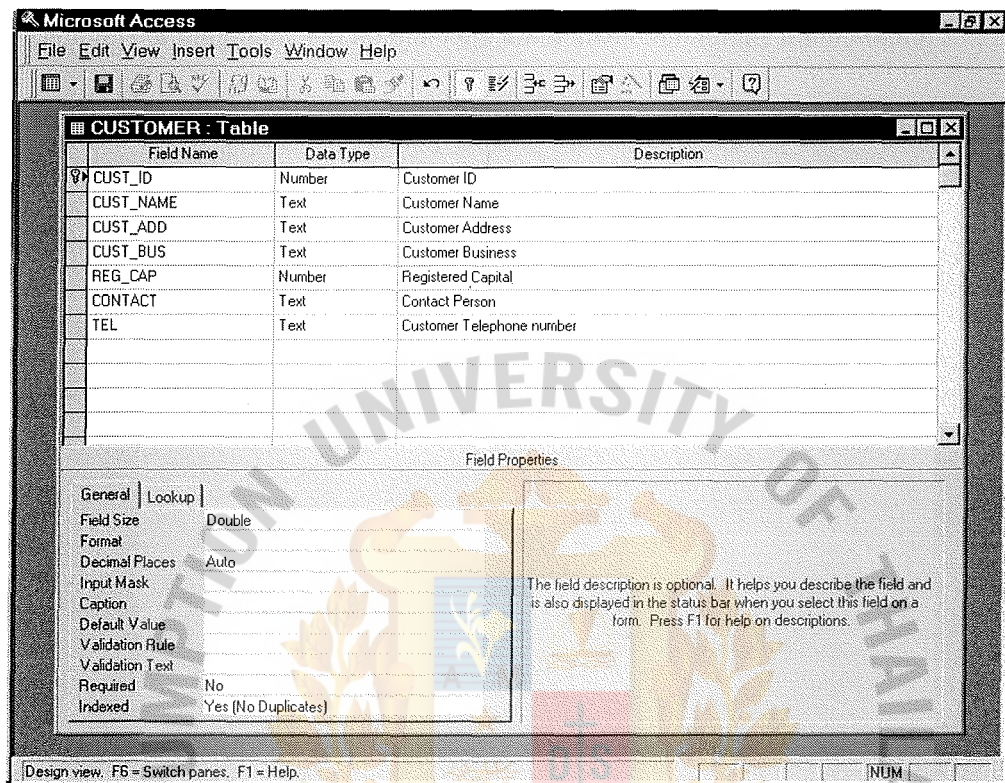 Microsoft Access
File Edit View Insert Tools Window Help
CUSTOMER : Table
Field Name Data Type Description
CUST_ID Number Customer ID
CUST_NAME Text Customer Name
CUST_ADD Text Customer Address
CUST_BUS Text Customer Business
REG_CAP Number Registered Capital
CONTACT Text Contact Person
TEL Text Customer Telephone number
Field Properties
General Lookup
Field Size Double
Format
Decimal Places Auto
Input Mask
Caption
Default Value
Validation Rule
Validation Text
Required No
Indexed Yes (No Duplicates)
The field description is optional. It helps you describe the field and
is also displayed in the status bar when you select this field on a
form. Press F1 for help on descriptions.
Design view. F6 = Switch panes. F1 = Help. NUM
UMPTION UNIVERSITY OF THAIL
D S